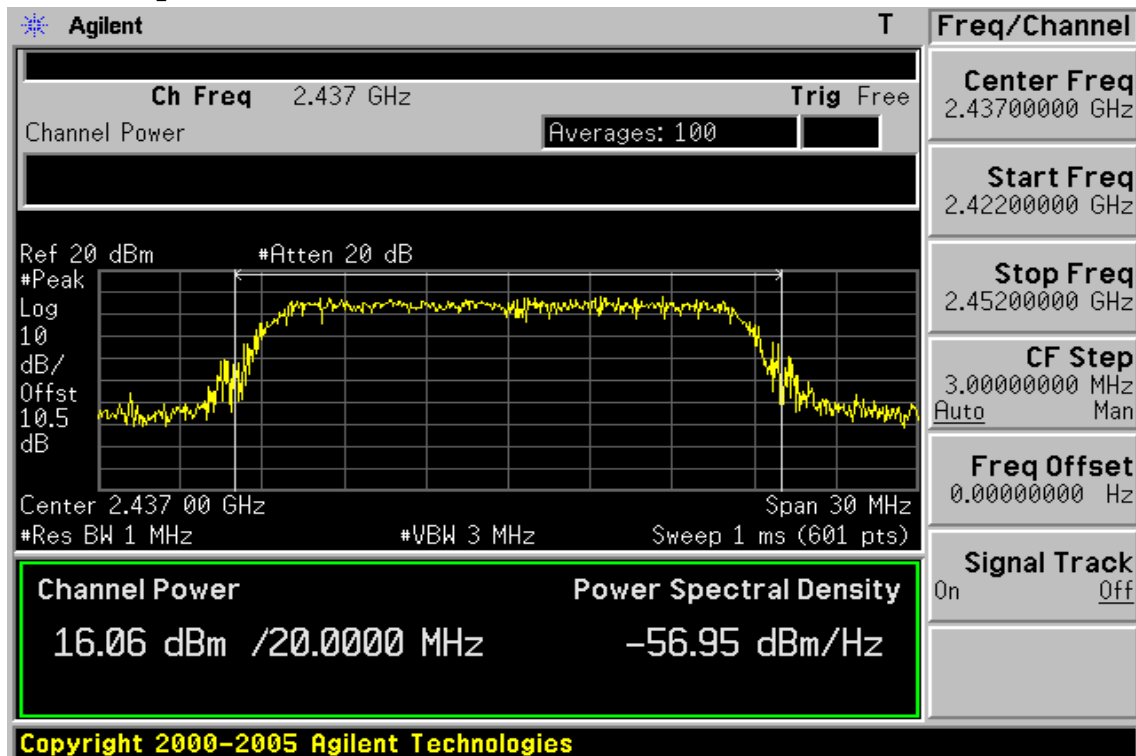 Agilent T
Ch Freq 2.437 GHz Trig Free
Channel Power Averages: 100
Ref 20 dBm #Atten 20 dB
#Peak
Log
10
dB/
Offst
10.5
dB
Center 2.437 00 GHz Span 30 MHz
#Res BW 1 MHz #VBW 3 MHz Sweep 1 ms (601 pts)
Channel Power Power Spectral Density
16.06 dBm /20.0000 MHz -56.95 dBm/Hz
Copyright 2000-2005 Agilent Technologies
Freq/Channel
Center Freq
2.43700000 GHz
Start Freq
2.42200000 GHz
Stop Freq
2.45200000 GHz
CF Step
3.00000000 MHz
Auto Man
Freq Offset
0.00000000 Hz
Signal Track
On Off